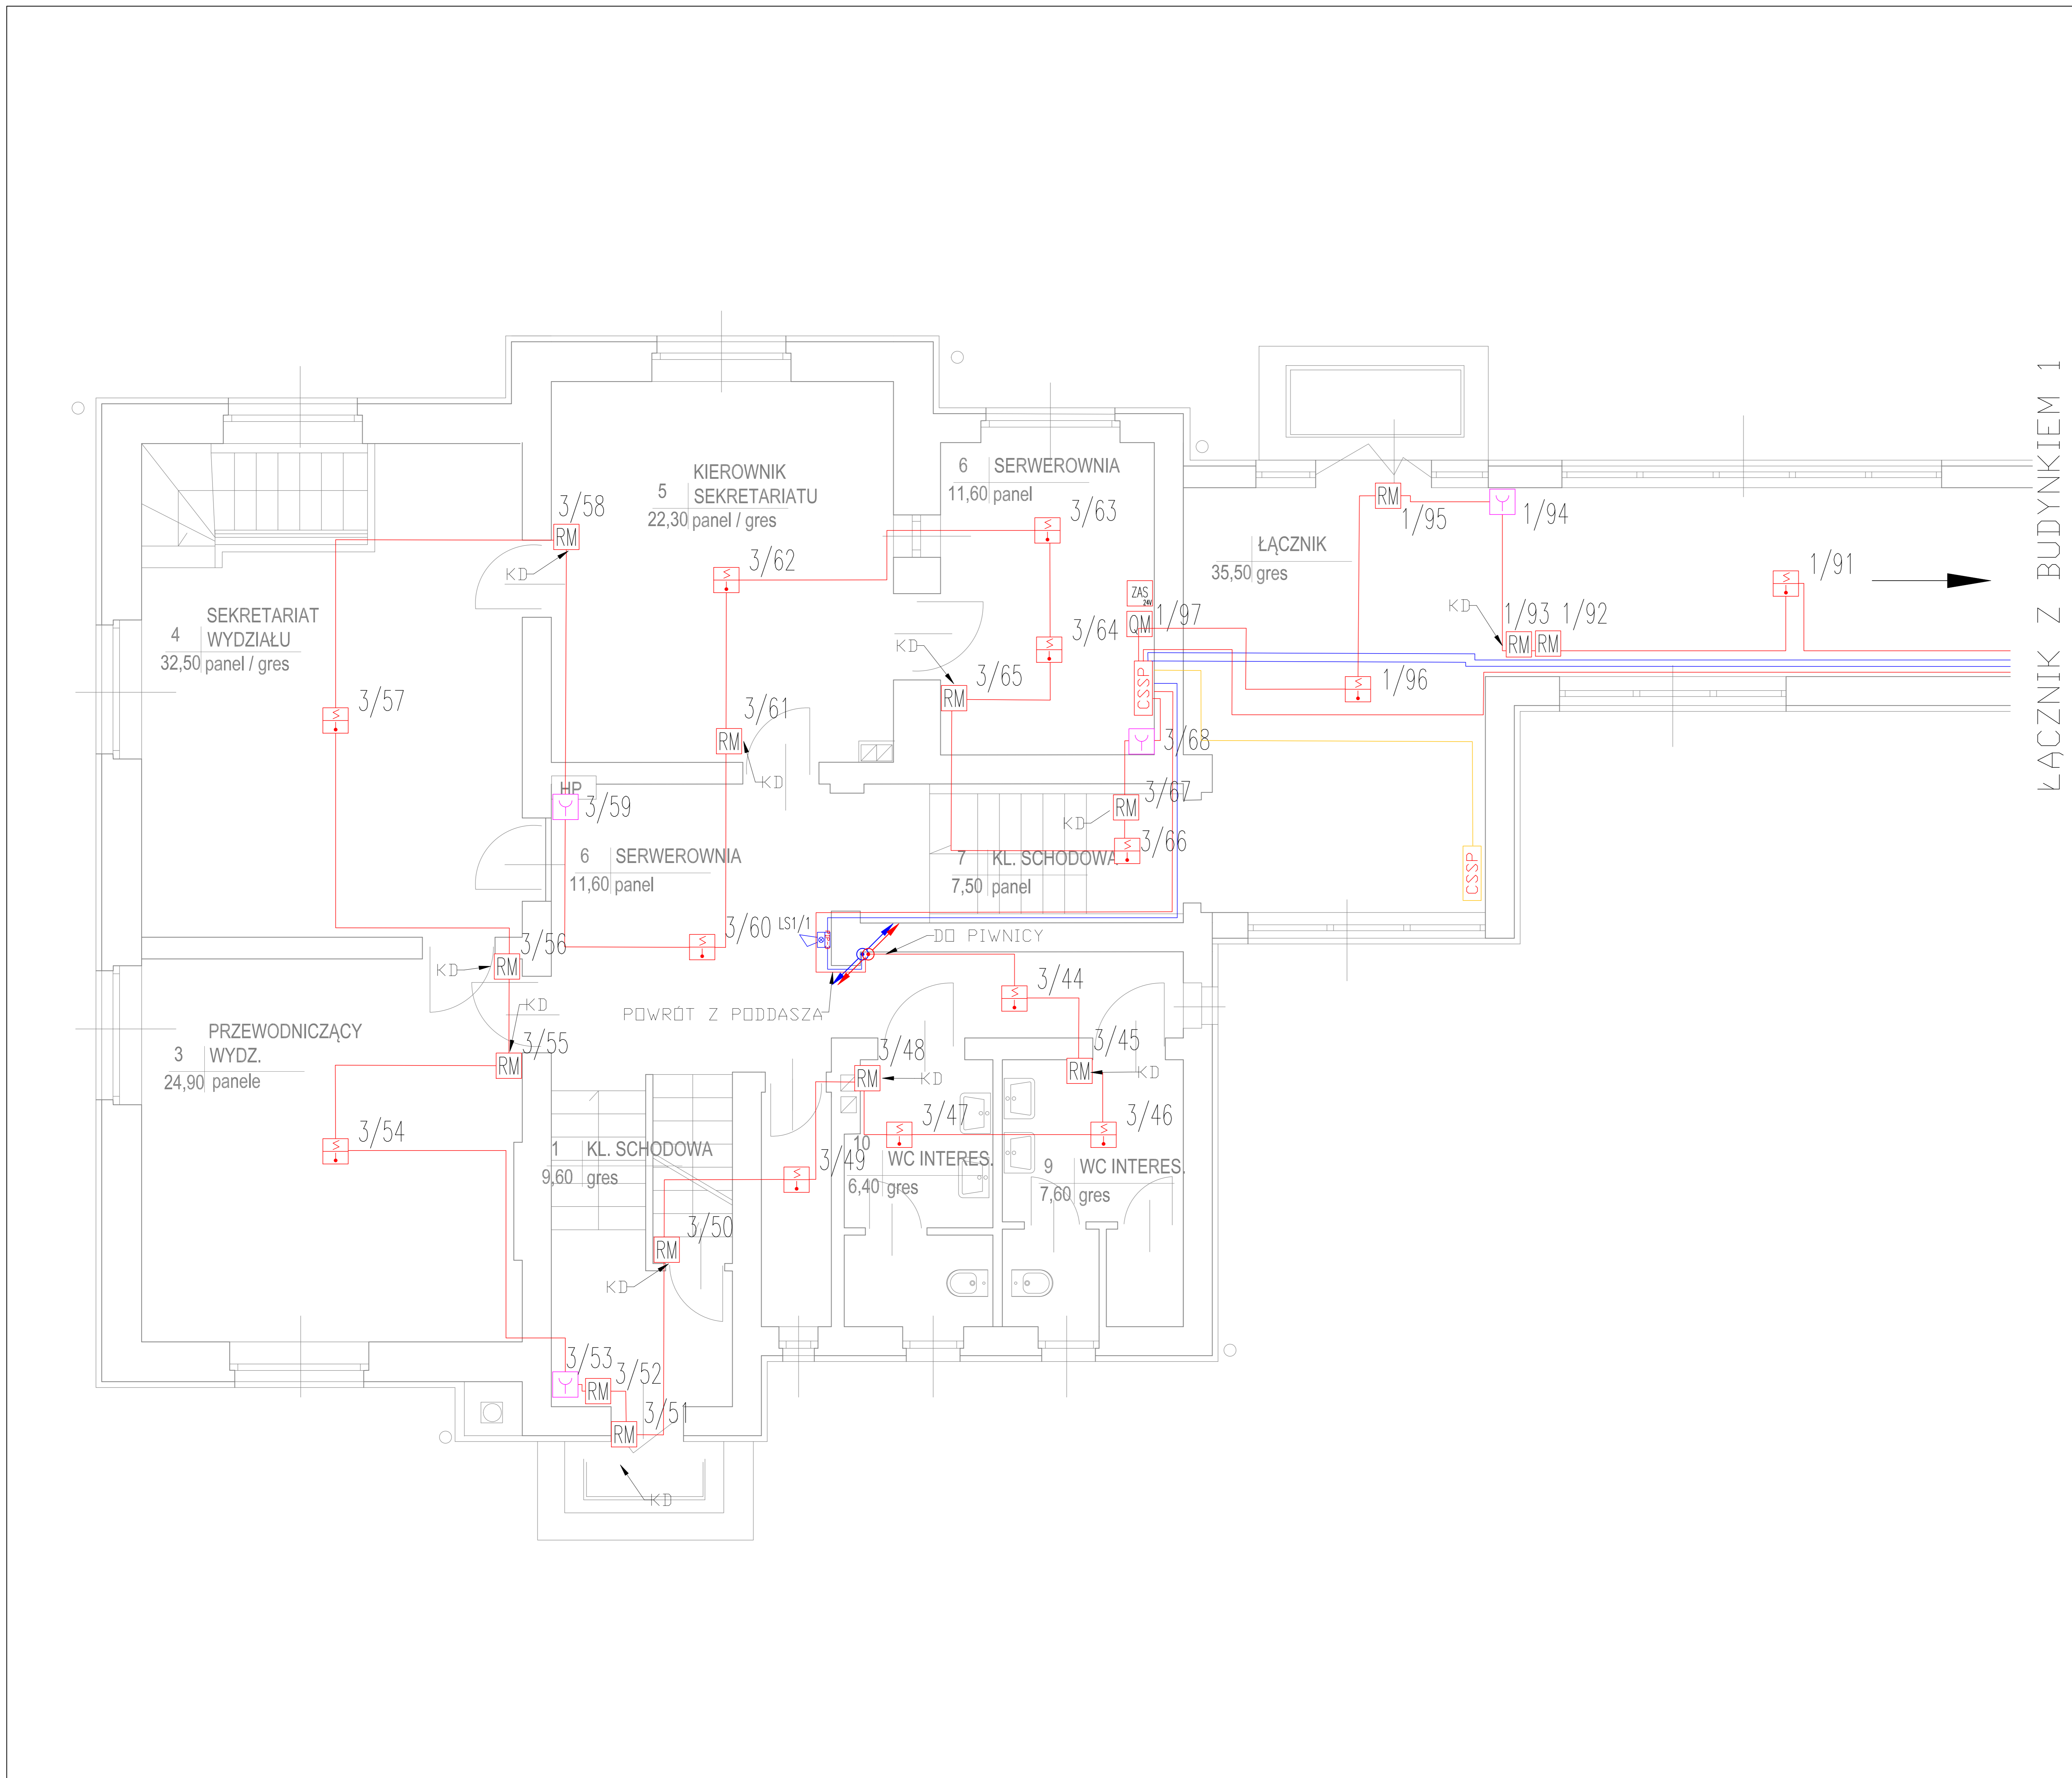 ŁĄCZNIK Z BUDYNKIEM 1
KIEROWNIK
5 SEKRETARIATU
22,30 panel / gres
6 SERWEROWNIA
11,60 panel
3/58
RM
KD
3/62
3/63
RM
1/95
1/94
ŁĄCZNIK
35,50 gres
1/91
ZAS
24V
QM
1/97
3/64
KD
3/65
RM
CSSP
KD
1/93
1/92
RM
RM
1/96
SEKRETARIAT
4 WYDZIAŁU
32,50 panel / gres
3/57
3/61
RM
KD
3/68
HP
3/59
3/67
RM
KD
3/66
6 SERWEROWNIA
11,60 panel
7 KL. SCHODOWA
7,50 panel
CSSP
3/60
LS1/1
DO PIWNICY
3/56
RM
KD
KD
POWRÓT Z PODDASZA
3/44
PRZEWODNICZĄCY
3 WYDZ.
24,90 panele
3/55
RM
3/48
RM
KD
3/45
RM
KD
3/54
3/47
3/46
1 KL. SCHODOWA
9,60 gres
3/49
10 WC INTERES.
6,40 gres
9 WC INTERES.
7,60 gres
3/50
RM
KD
3/53
3/52
RM
3/51
RM
KD